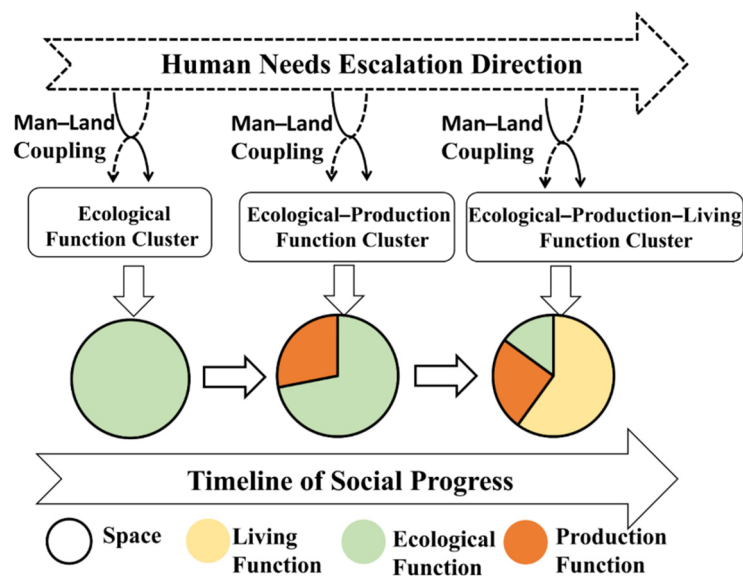 Human Needs Escalation Direction
Man–Land
Coupling
Man–Land
Coupling
Man–Land
Coupling
Ecological
Function Cluster
Ecological–Production
Function Cluster
Ecological–Production–Living
Function Cluster
Timeline of Social Progress
Space
Living
Function
Ecological
Function
Production
Function